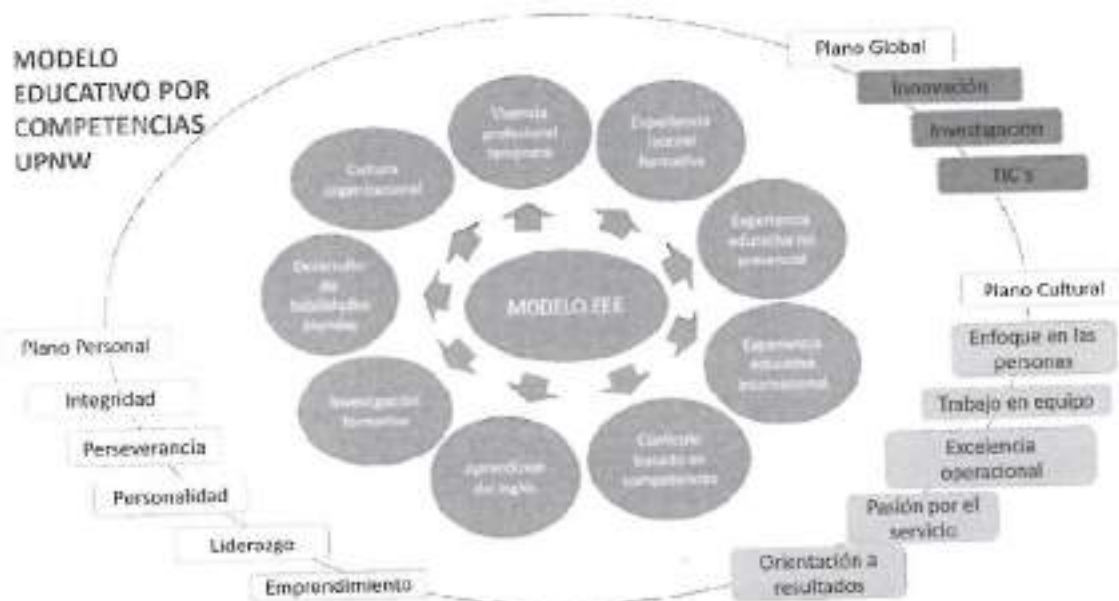 MODELO
EDUCATIVO POR
COMPETENCIAS
UPNW
Plano Global
Innovación
Investigación
TIC's
Vivencia
profesional
temprana
Experiencia
formativa
Cultura
organizacional
Experiencia
educativa no
presencial
Desarrollo
de
habilidades
blandas
MODELO EEE
Plano Cultural
Enfoque en las
personas
Trabajo en equipo
Excelencia
operacional
Pasión por el
servicio
Orientación a
resultados
Experiencia
educativa
internacional
Plano Personal
Integridad
Perseverancia
Personalidad
Liderazgo
Emprendimiento
Investigación
formativa
Aprendizaje
del inglés
Currículo
basado en
competencias